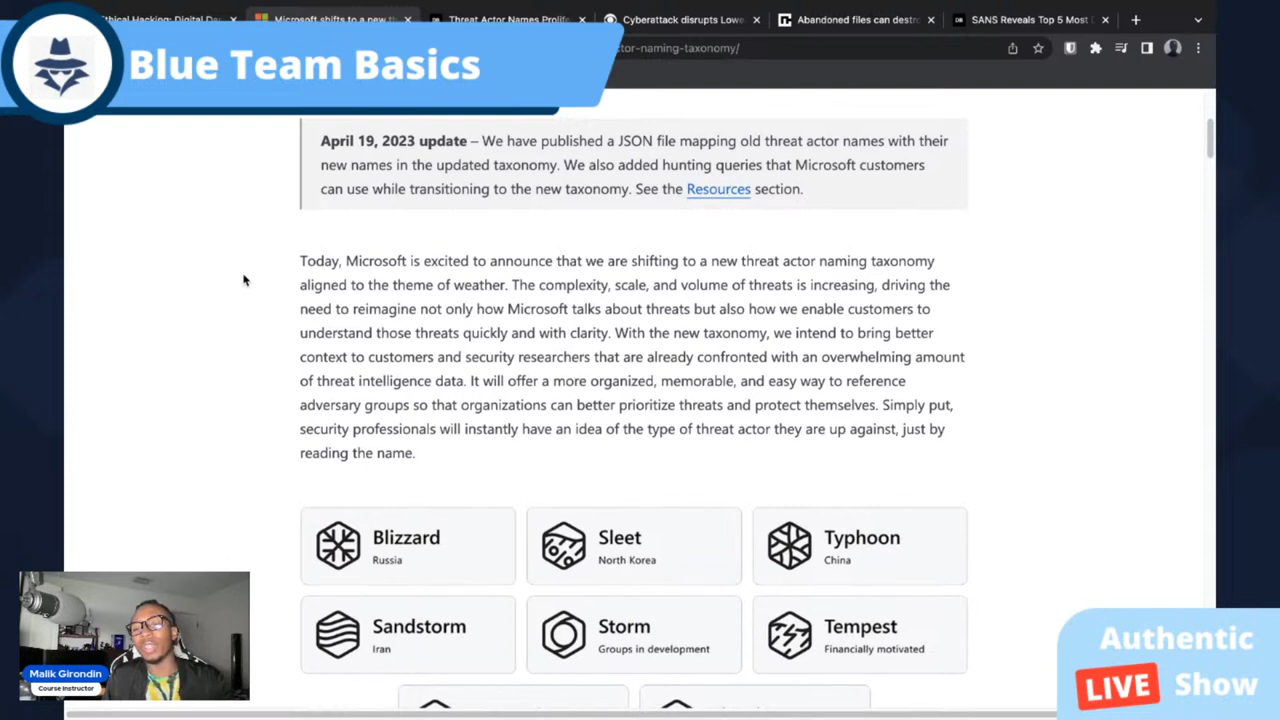 thical Hacking: Digital Da
Microsoft shifts to a new th
Threat Actor Names Prolife
Cyberattack disrupts Lowe
Abandoned files can destro
SANS Reveals Top 5 Most D
Blue Team Basics
ctor-naming-taxonomy/
April 19, 2023 update – We have published a JSON file mapping old threat actor names with their
new names in the updated taxonomy. We also added hunting queries that Microsoft customers
can use while transitioning to the new taxonomy. See the Resources section.
Today, Microsoft is excited to announce that we are shifting to a new threat actor naming taxonomy
aligned to the theme of weather. The complexity, scale, and volume of threats is increasing, driving the
need to reimagine not only how Microsoft talks about threats but also how we enable customers to
understand those threats quickly and with clarity. With the new taxonomy, we intend to bring better
context to customers and security researchers that are already confronted with an overwhelming amount
of threat intelligence data. It will offer a more organized, memorable, and easy way to reference
adversary groups so that organizations can better prioritize threats and protect themselves. Simply put,
security professionals will instantly have an idea of the type of threat actor they are up against, just by
reading the name.
Blizzard
Russia
Sleet
North Korea
Typhoon
China
Sandstorm
Iran
Storm
Groups in development
Tempest
Financially motivated
Malik Girondin
Course Instructor
Authentic
LIVE Show